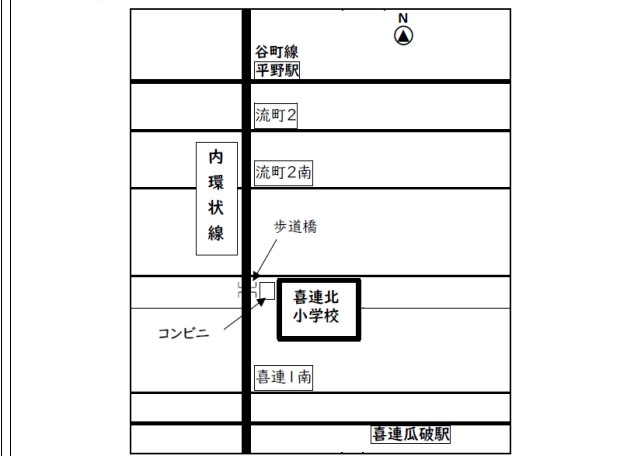 N
谷町線
平野駅
流町2
内環状線
流町2南
歩道橋
喜連北
小学校
コンビニ
喜連1南
喜連瓜破駅